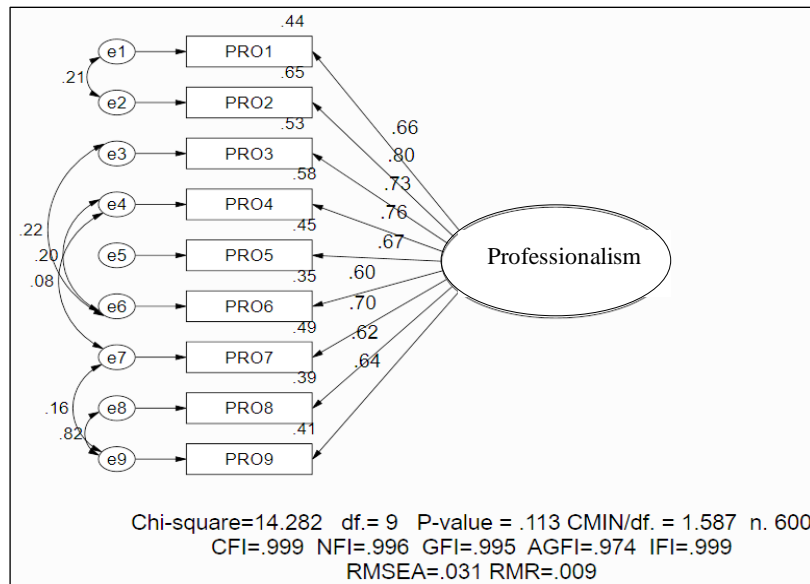 .44
e1 PRO1
.65
.21
e2 PRO2
.53 .66
e3 PRO3 .80
.58 .73
e4 PRO4 .76
.45 .67
.22
.20 e5 PRO5 Professionalism
.35 .60
.08
e6 PRO6 .70
.49
e7 PRO7 .62
.39 .64
.16 e8 PRO8
.41
.82
e9 PRO9
Chi-square=14.282 df.= 9 P-value = .113 CMIN/df. = 1.587 n. 600
CFI=.999 NFI=.996 GFI=.995 AGFI=.974 IFI=.999
RMSEA=.031 RMR=.009